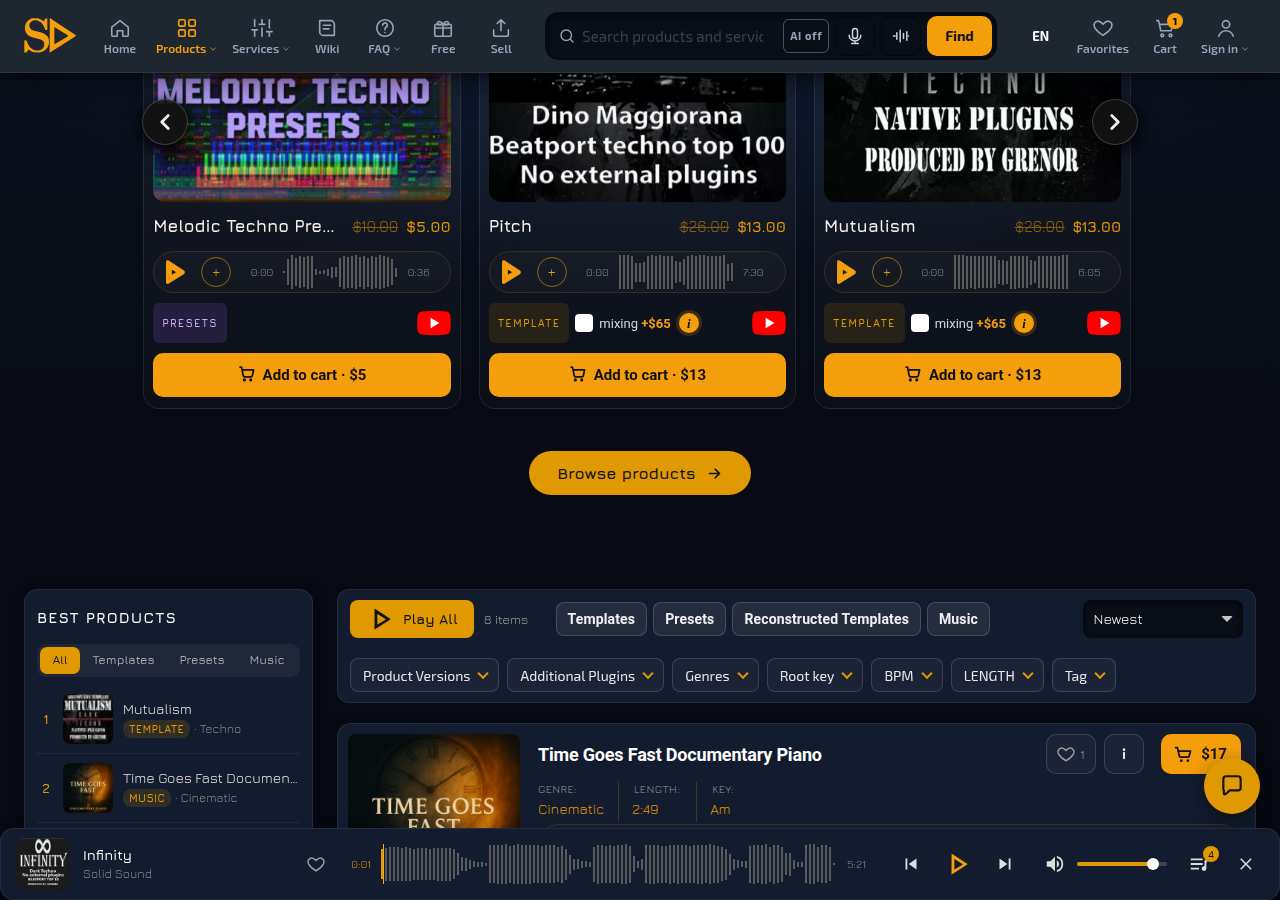 Home
Products
Services
Wiki
FAQ
Free
Sell
Search products and servic
AI off
Find
EN
Favorites
1
Cart
Sign in
MELODIC TECHNO
PRESETS
Dino Maggiorana
Beatport techno top 100
No external plugins
TECHNO
NATIVE PLUGINS
PRODUCED BY GRENOR
Melodic Techno Pre... $10.00 $5.00
Pitch $26.00 $13.00
Mutualism $26.00 $13.00
+ 0:00 0:36
+ 0:00 7:30
+ 0:00 6:05
PRESETS
TEMPLATE mixing +$65 i
TEMPLATE mixing +$65 i
Add to cart · $5
Add to cart · $13
Add to cart · $13
Browse products →
BEST PRODUCTS
All Templates Presets Music
1
MUTUALISM
Mutualism
TEMPLATE · Techno
2
TIME GOES
FAST
Time Goes Fast Documen...
MUSIC · Cinematic
Play All 8 items Templates Presets Reconstructed Templates Music Newest
Product Versions Additional Plugins Genres Root key BPM LENGTH Tag
TIME GOES
FAST
Time Goes Fast Documentary Piano
1
i
$17
GENRE: LENGTH: KEY:
Cinematic 2:49 Am
INFINITY
Infinity
Solid Sound
0:01 5:21
4